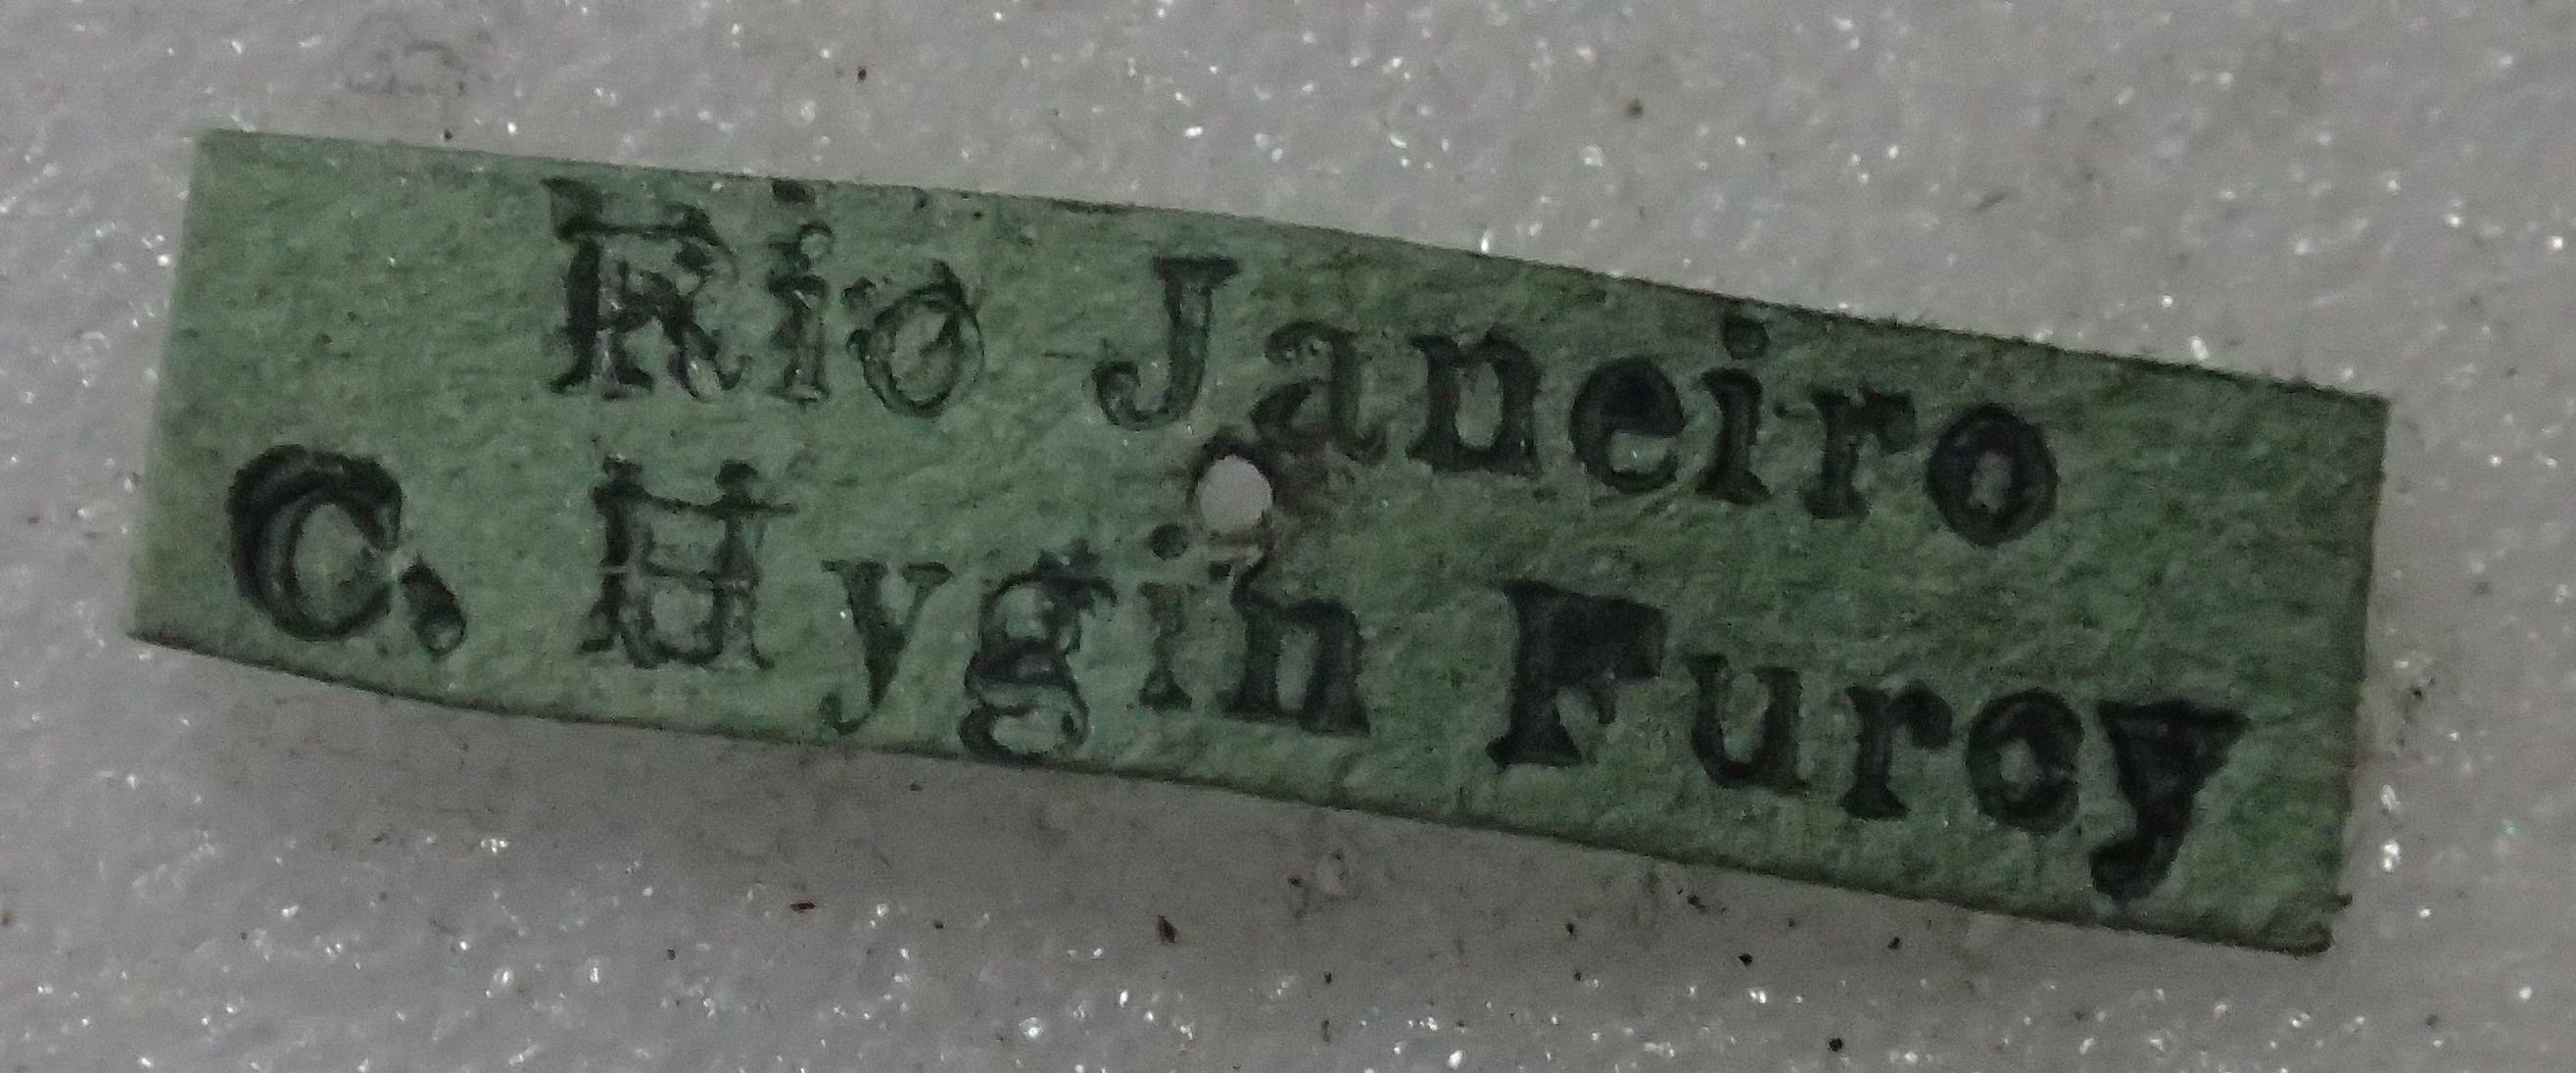 Rio Janeiro
C. Hygin Furcy